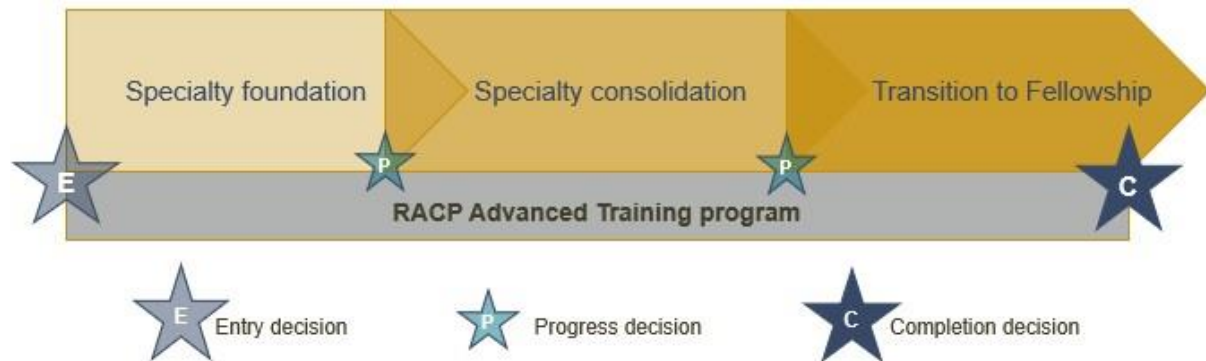 Specialty foundation
Specialty consolidation
Transition to Fellowship
E
P
P
C
RACP Advanced Training program
E Entry decision
P Progress decision
C Completion decision